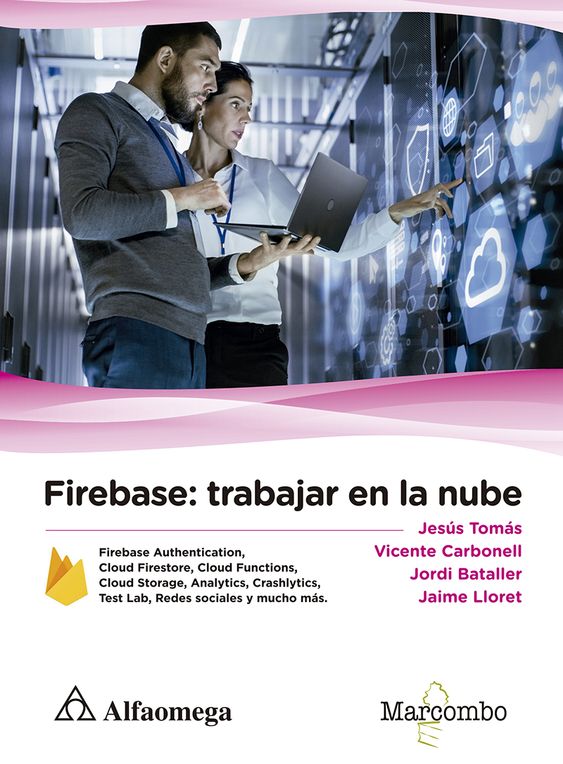 Firebase: trabajar en la nube
Jesús Tomás
Vicente Carbonell
Jordi Bataller
Jaime Lloret
Firebase Authentication,
Cloud Firestore, Cloud Functions,
Cloud Storage, Analytics, Crashlytics,
Test Lab, Redes sociales y mucho más.
Alfaomega
Marcombo